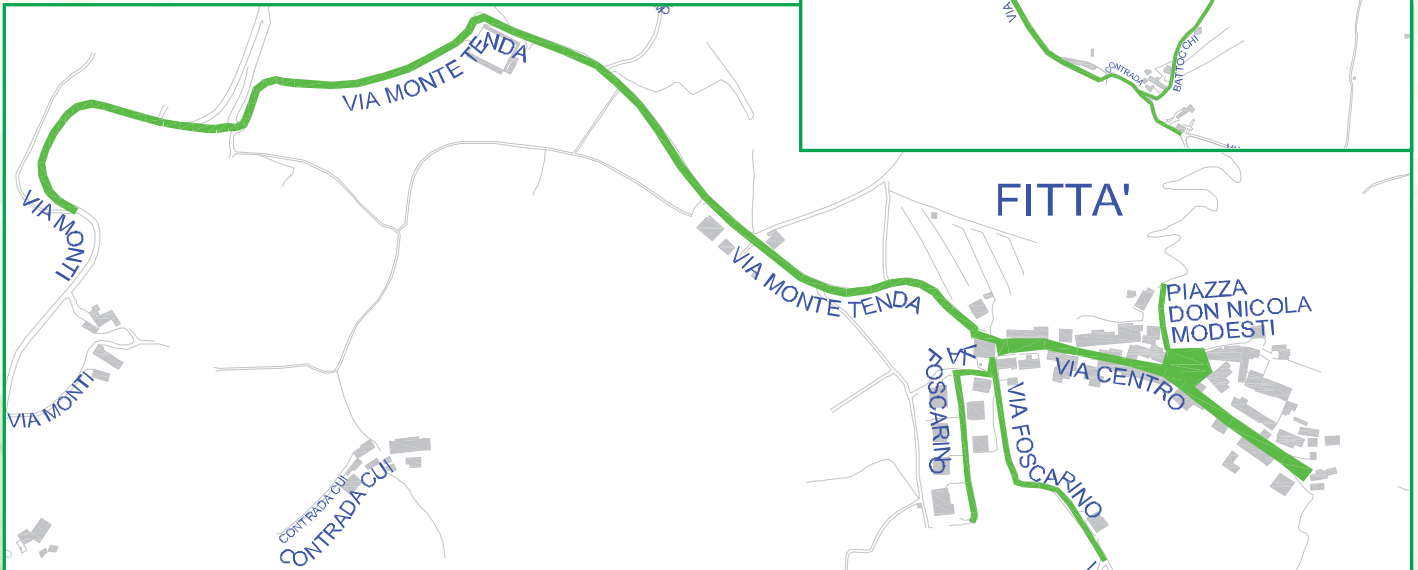 VIA
CONTRADA
BATTOCCHI
VIA MONTE TENDA
FITTA'
VIA MONTI
VIA MONTE TENDA
PIAZZA
DON NICOLA
MODESTI
VIA CENTRO
VIA FOSCARINO
VIA FOSCARINO
VIA MONTI
CONTRADA CUI
CONTRADA CUI